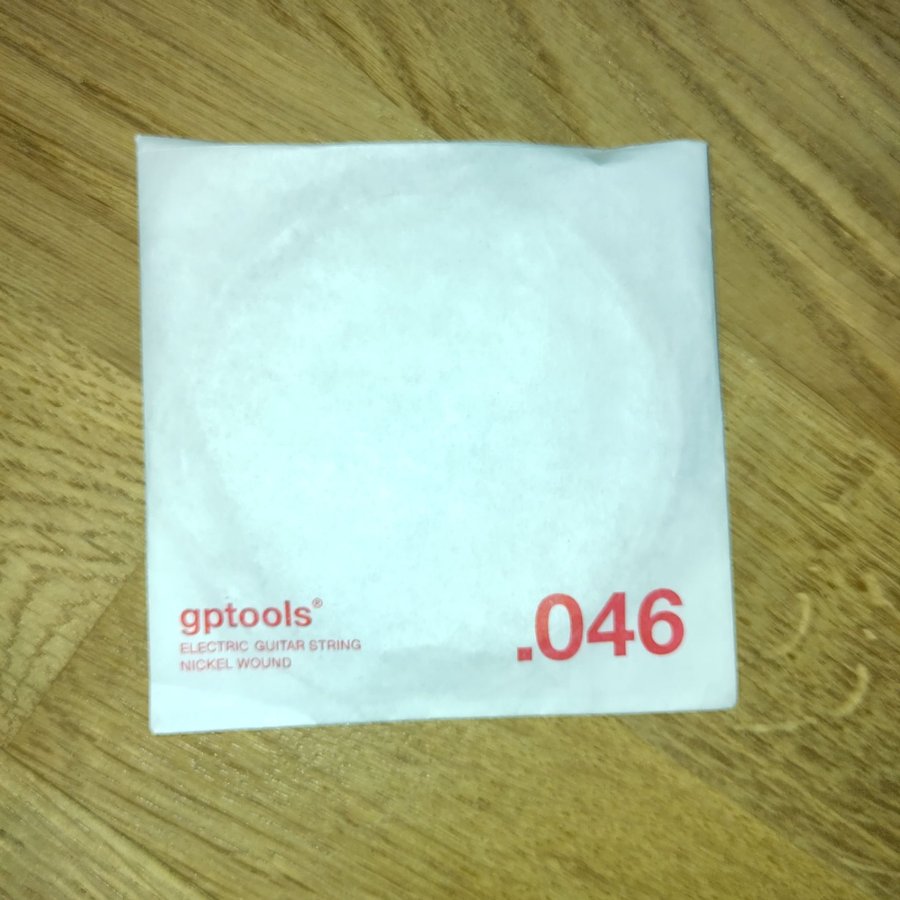 gptools®
ELECTRIC GUITAR STRING
NICKEL WOUND
.046